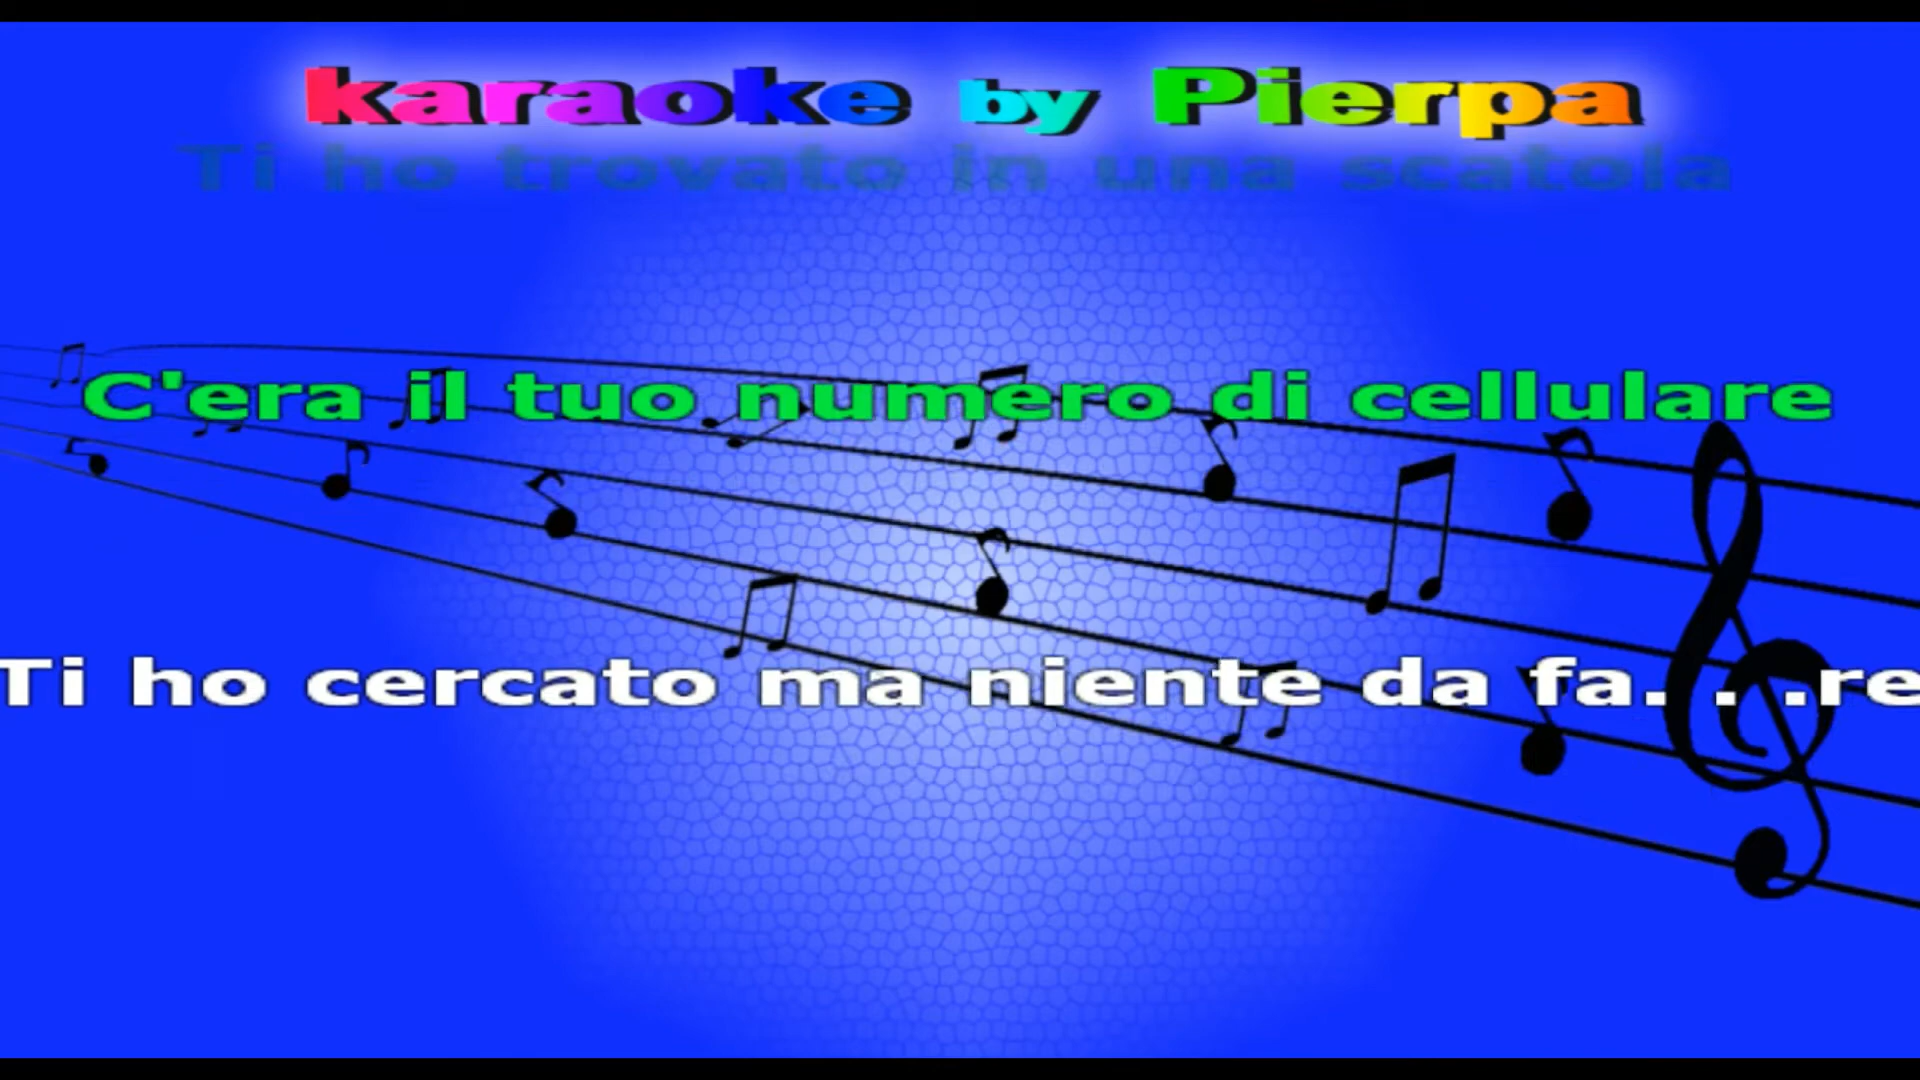 karaoke by Pierpa
Ti ho trovato in una scatola
C'era il tuo numero di cellulare
Ti ho cercato ma niente da fa. . .re